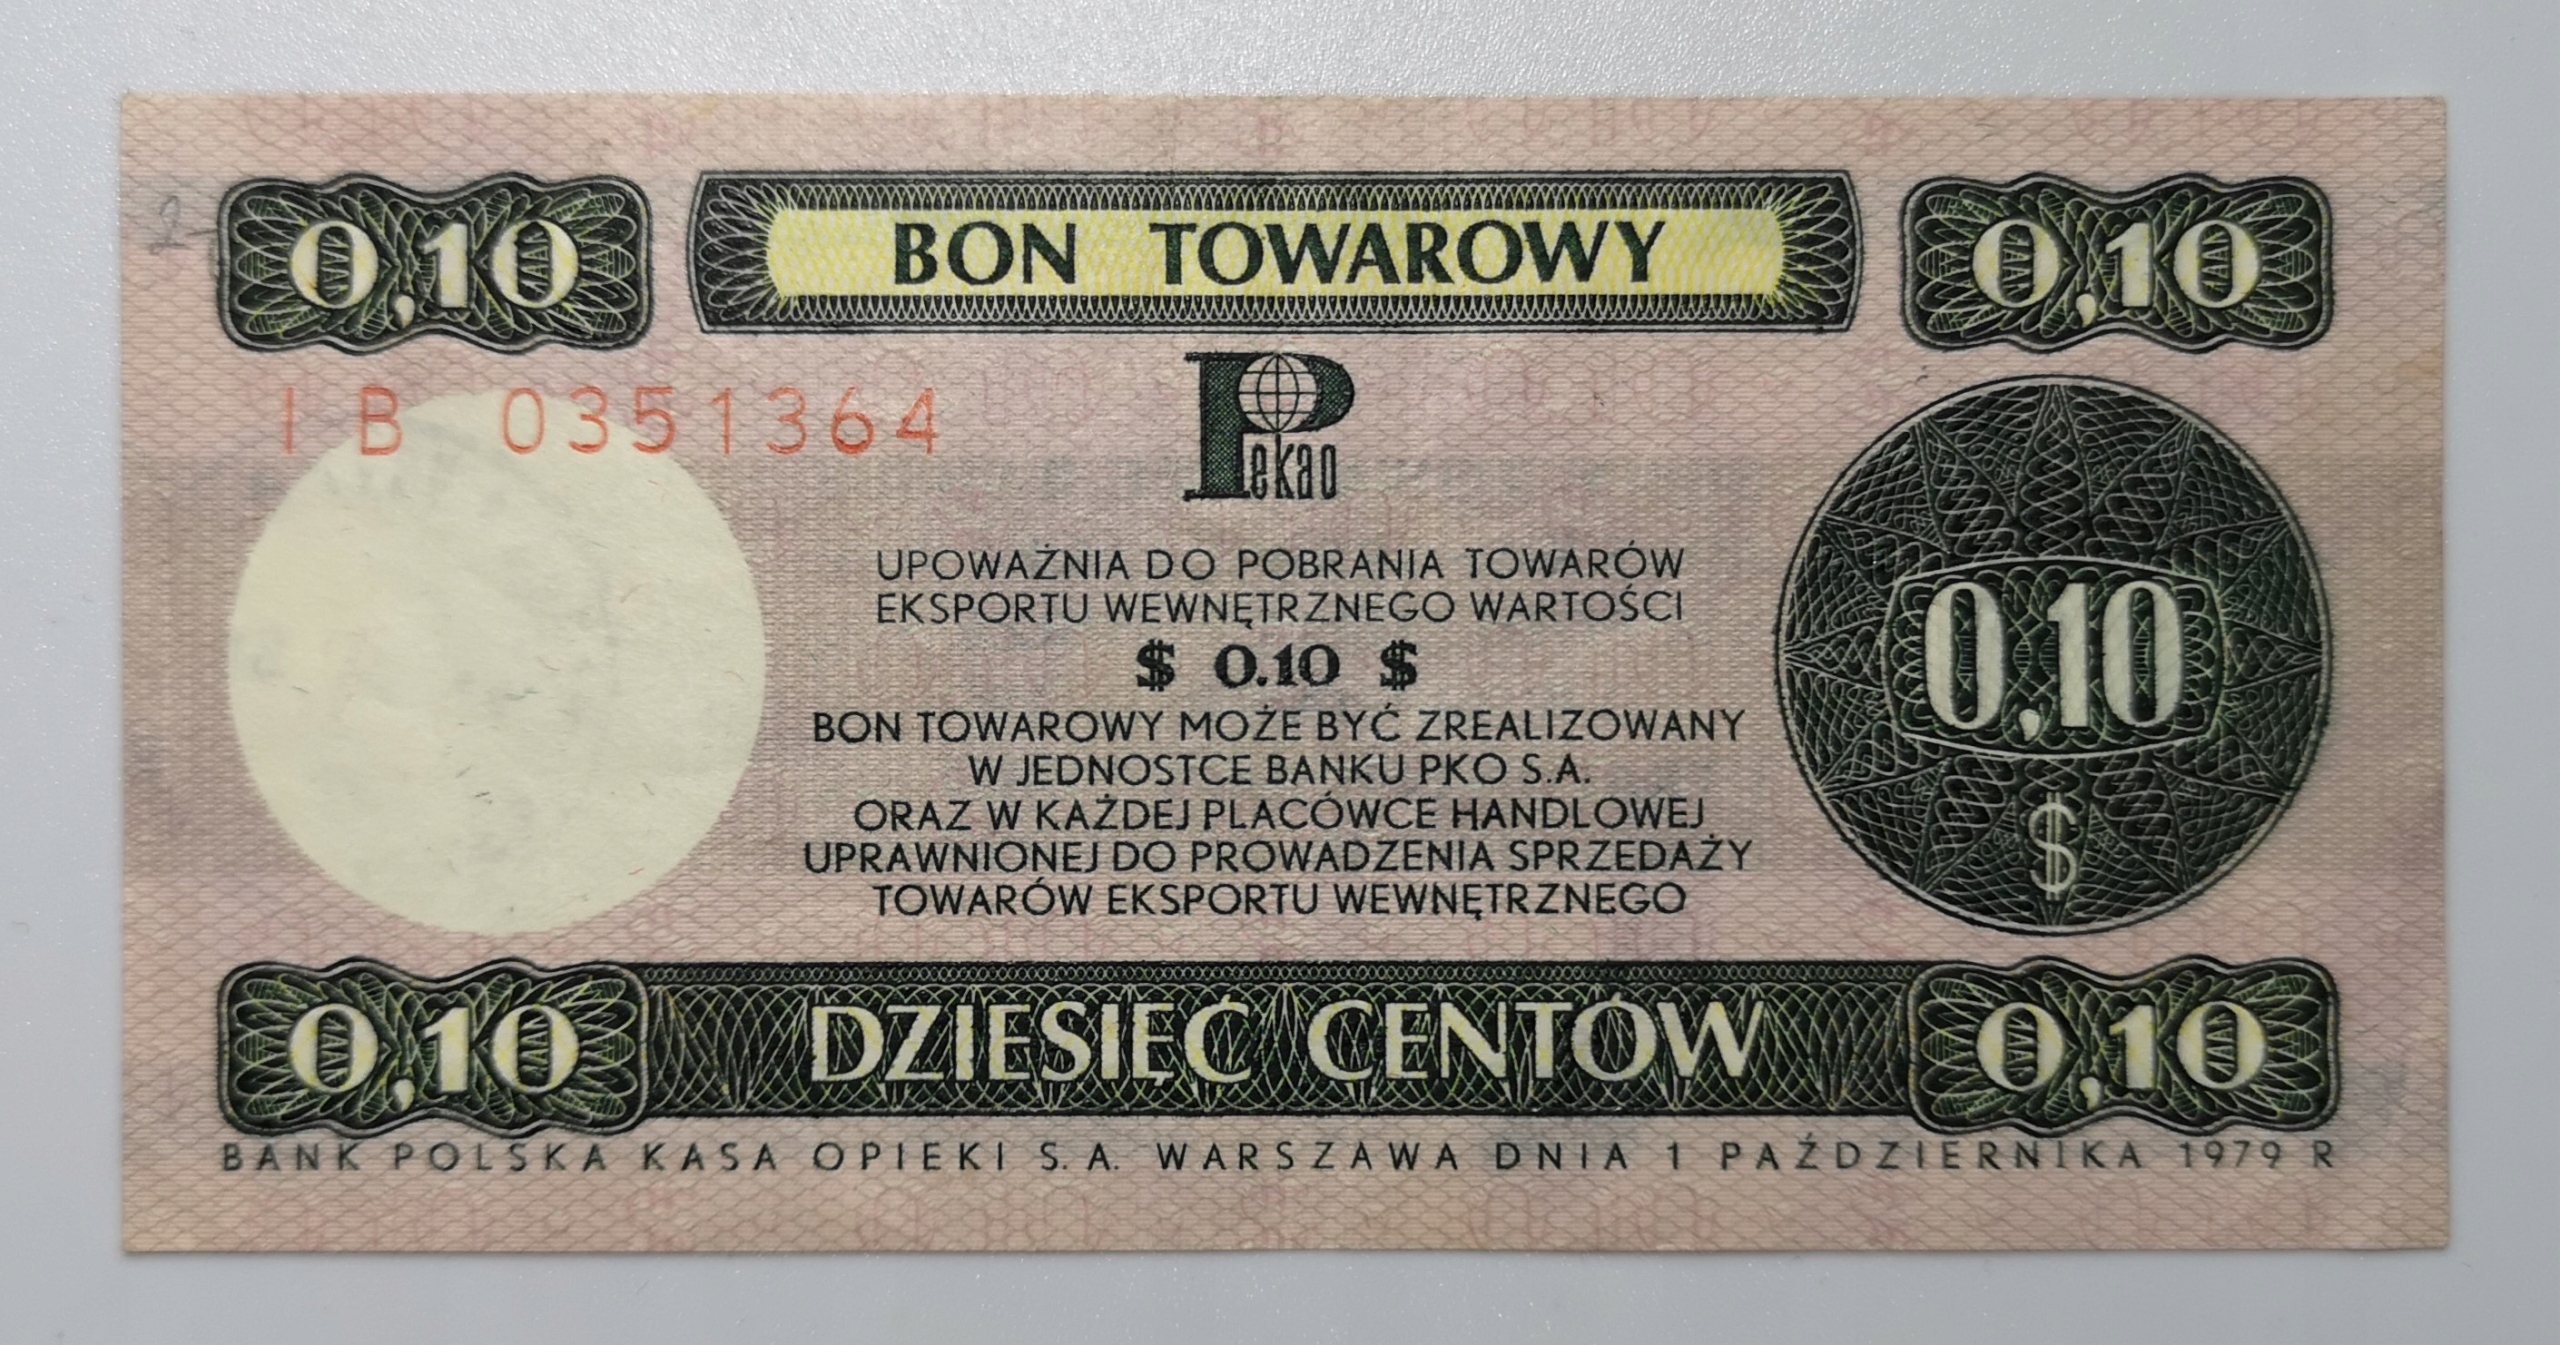 2-
0,10 BON TOWAROWY 0,10
I B 0351364
Pekao
UPOWAŻNIA DO POBRANIA TOWARÓW
EKSPORTU WEWNĘTRZNEGO WARTOŚCI
$ 0.10 $
BON TOWAROWY MOŻE BYĆ ZREALIZOWANY
W JEDNOSTCE BANKU PKO S.A.
ORAZ W KAŻDEJ PLACÓWCE HANDLOWEJ
UPRAWNIONEJ DO PROWADZENIA SPRZEDAŻY
TOWARÓW EKSPORTU WEWNĘTRZNEGO
0,10
$
0,10 DZIESIĘĆ CENTÓW 0,10
BANK POLSKA KASA OPIEKI S.A. WARSZAWA DNIA 1 PAŹDZIERNIKA 1979 R